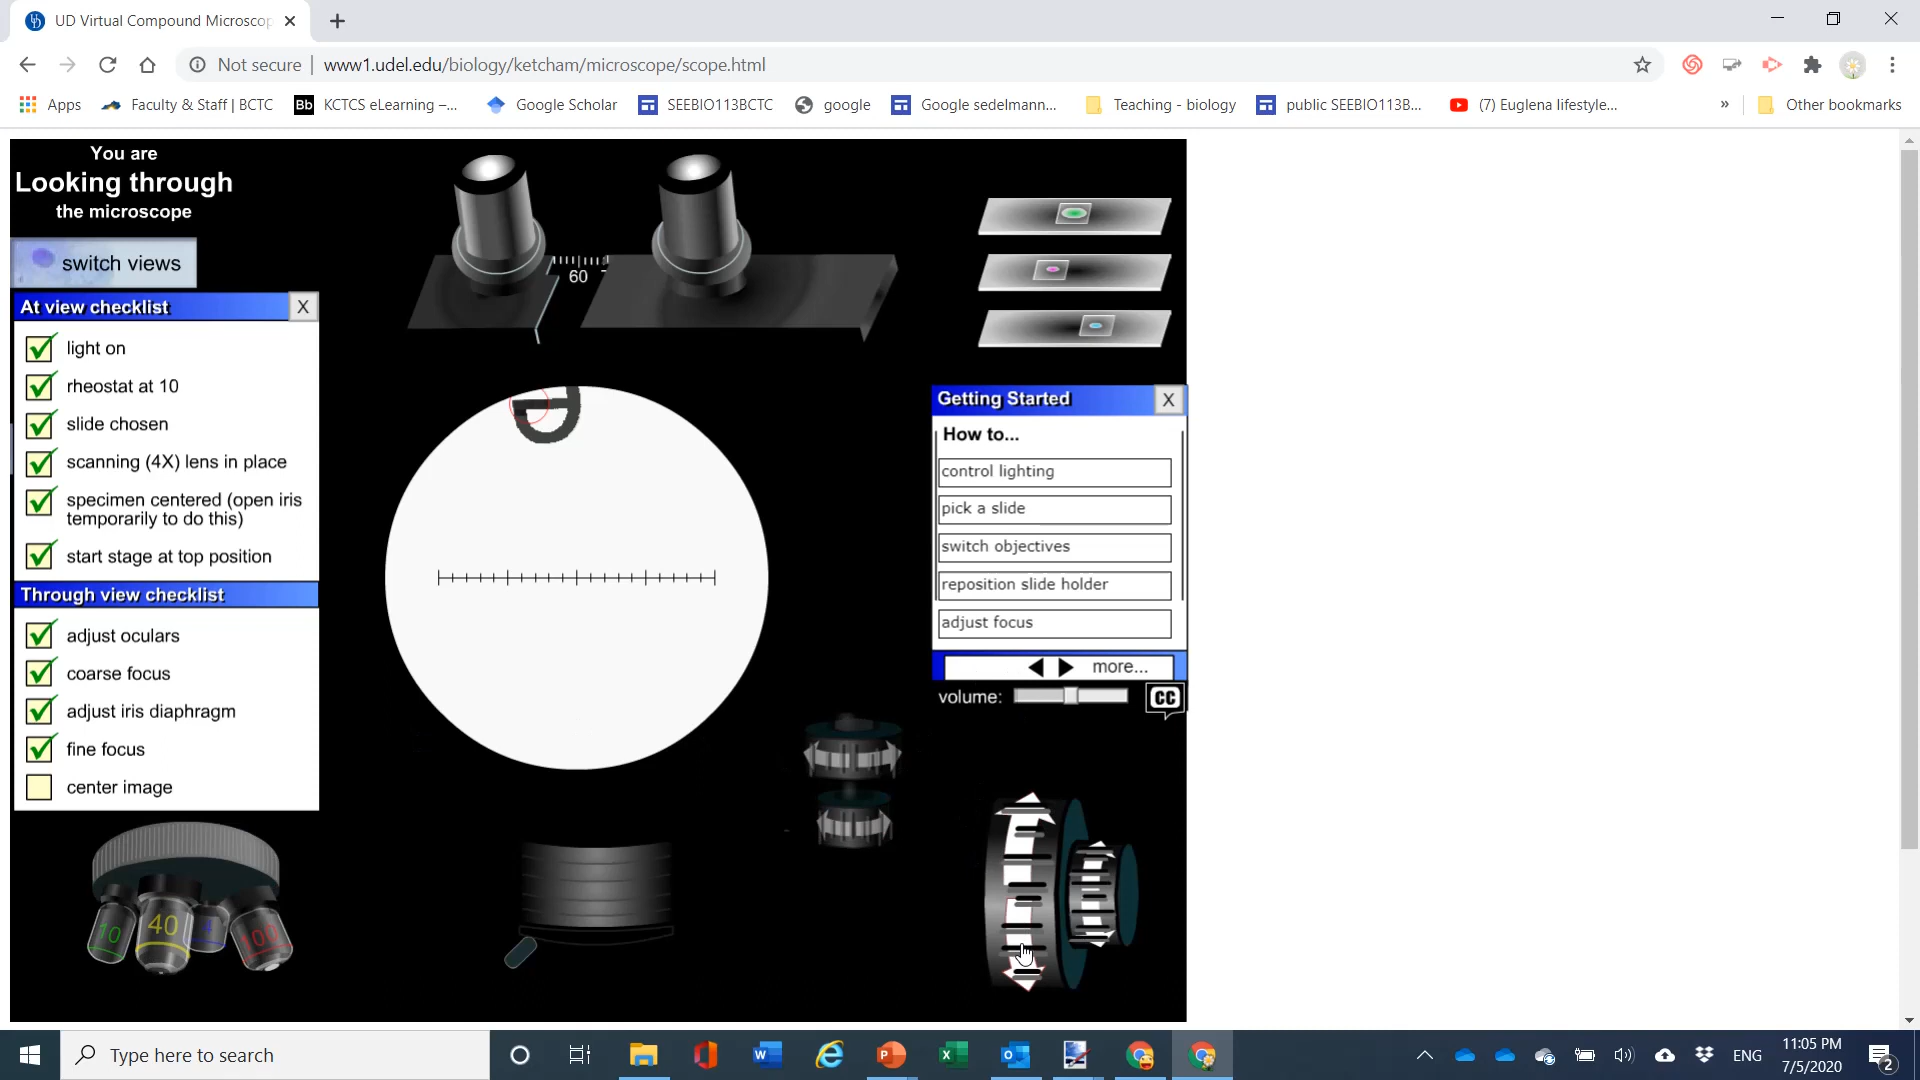 UD Virtual Compound Microscop
Not secure
www1.udel.edu/biology/ketcham/microscope/scope.html
Apps
Faculty & Staff | BCTC
Bb KCTCS eLearning –...
Google Scholar
SEEBIO113BCTC
google
Google sedelmann...
Teaching - biology
public SEEBIO113B...
(7) Euglena lifestyle...
»
Other bookmarks
You are
Looking through
the microscope
switch views
At view checklist
X
light on
rheostat at 10
slide chosen
scanning (4X) lens in place
specimen centered (open iris
temporarily to do this)
start stage at top position
Through view checklist
adjust oculars
coarse focus
adjust iris diaphragm
fine focus
center image
60
e
Getting Started
X
How to...
control lighting
pick a slide
switch objectives
reposition slide holder
adjust focus
more...
volume:
CC
10
40
4
100
Type here to search
ENG
11:05 PM
7/5/2020
2